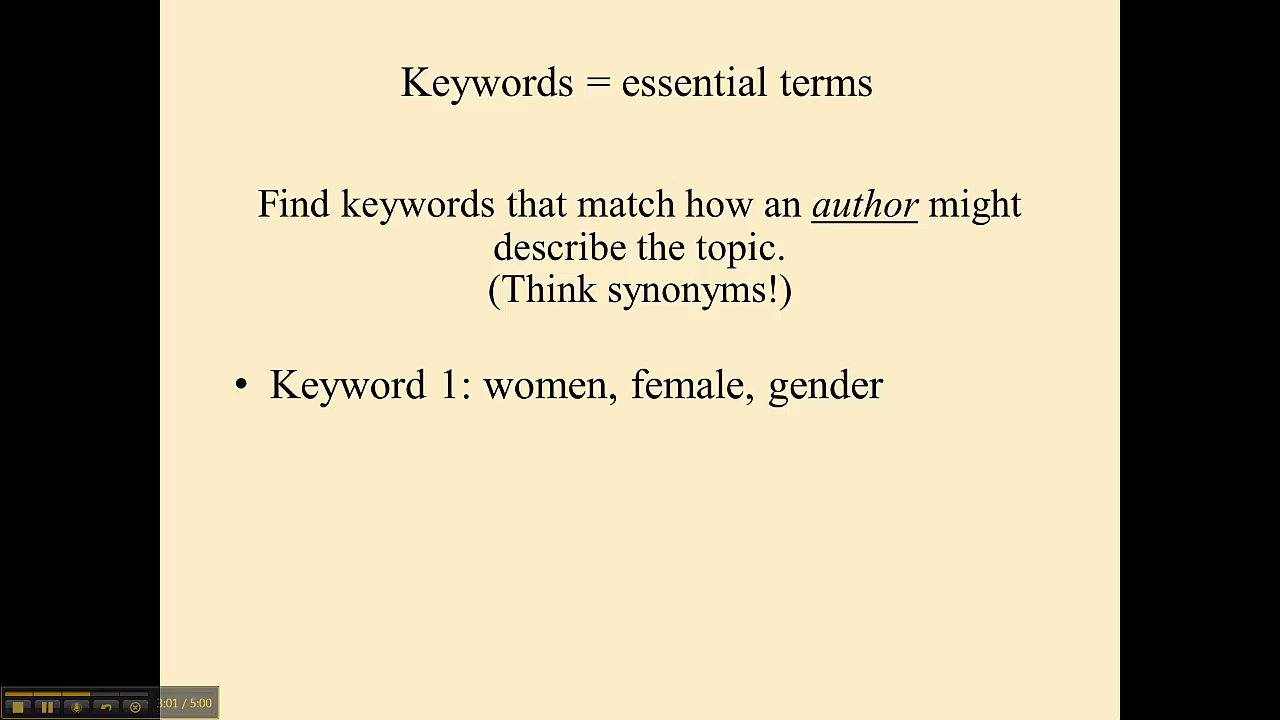 Keywords = essential terms
Find keywords that match how an author might
describe the topic.
(Think synonyms!)
• Keyword 1: women, female, gender
3:01 / 5:00